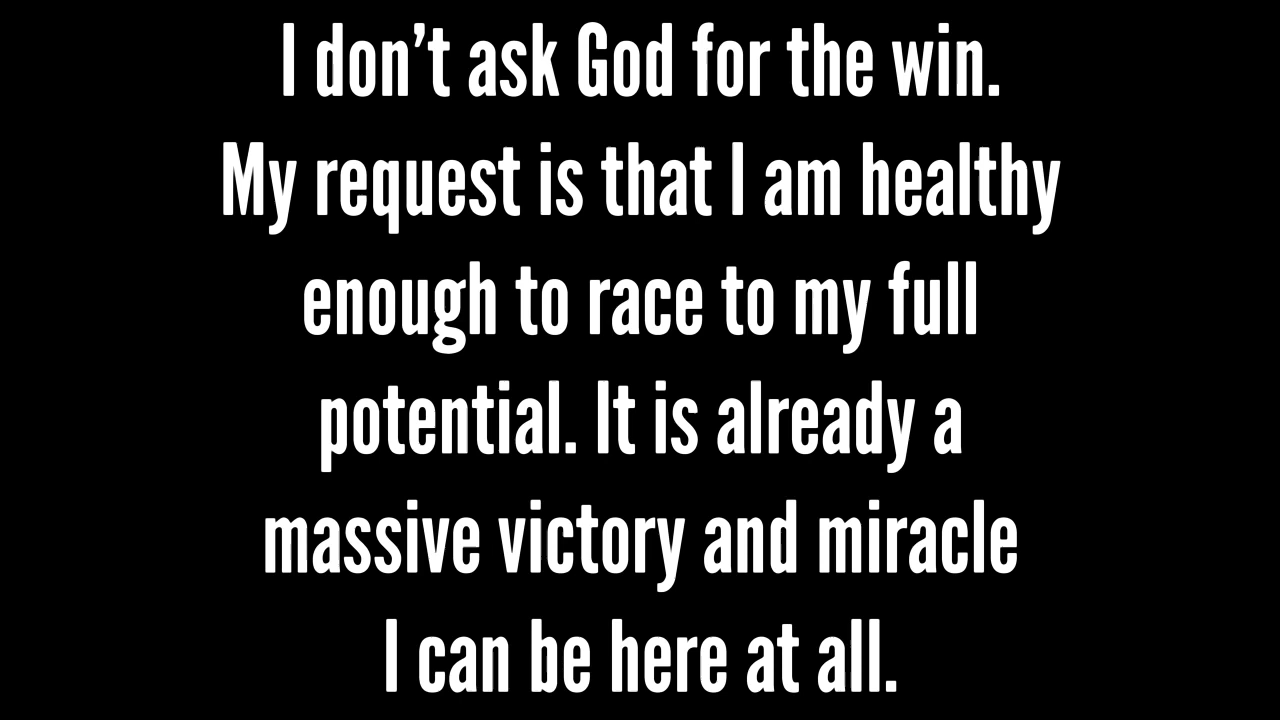 I don’t ask God for the win.
My request is that I am healthy
enough to race to my full
potential. It is already a
massive victory and miracle
I can be here at all.